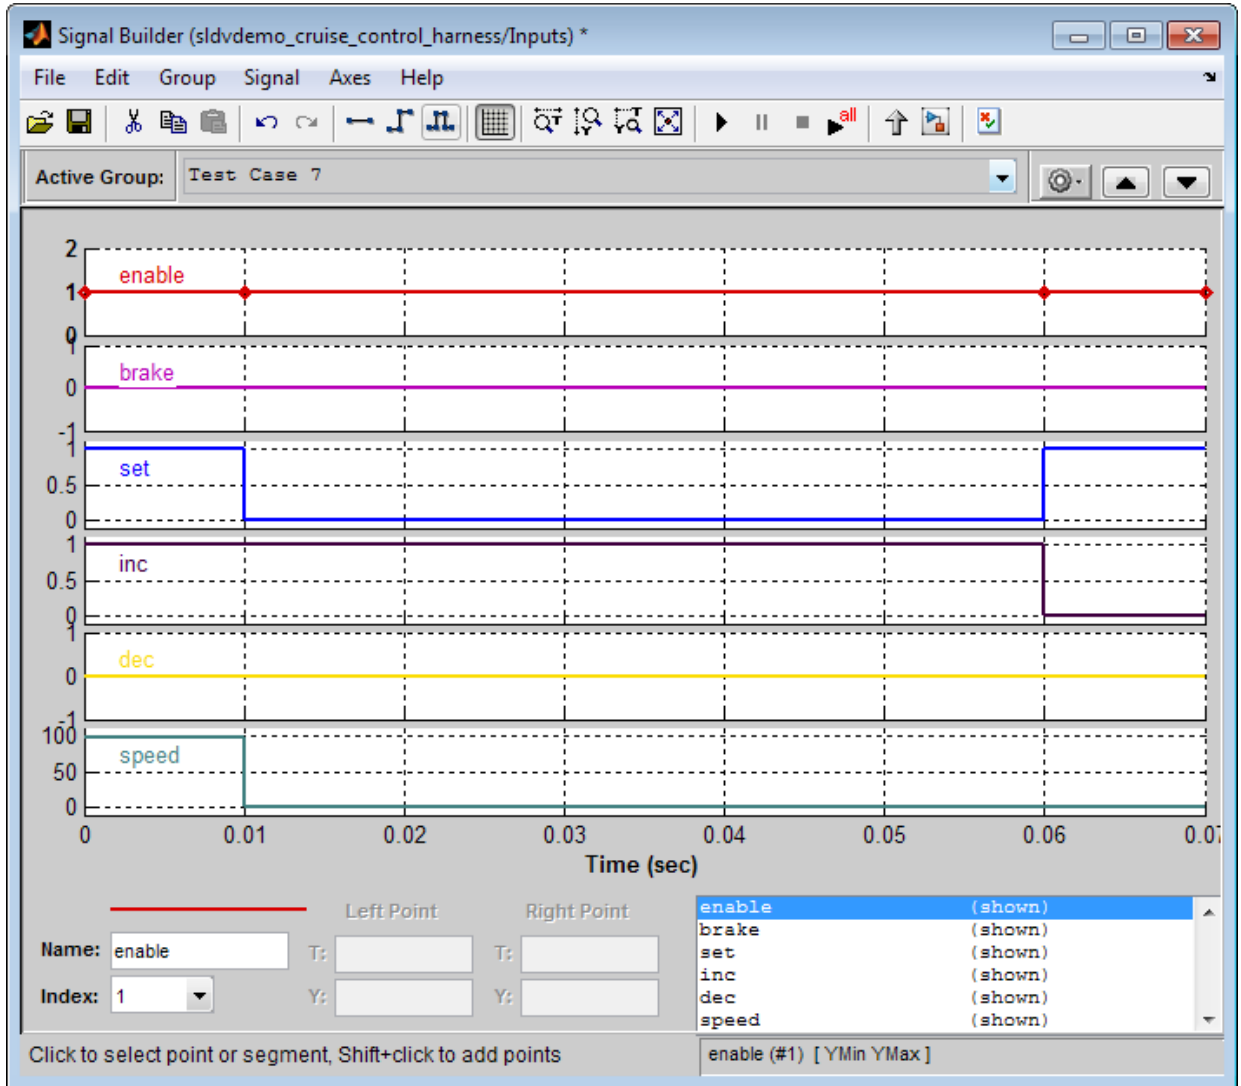 Signal Builder (sldvdemo_cruise_control_harness/Inputs) *
File Edit Group Signal Axes Help
all
Active Group: Test Case 7
2
enable
1
0
1
brake
0
-1
1
set
0.5
0
1
inc
0.5
0
1
dec
0
-1
100
speed
50
0
0 0.01 0.02 0.03 0.04 0.05 0.06 0.07
Time (sec)
Left Point Right Point
Name: enable T: T:
Index: 1 Y: Y:
enable (shown)
brake (shown)
set (shown)
inc (shown)
dec (shown)
speed (shown)
Click to select point or segment, Shift+click to add points
enable (#1) [ YMin YMax ]